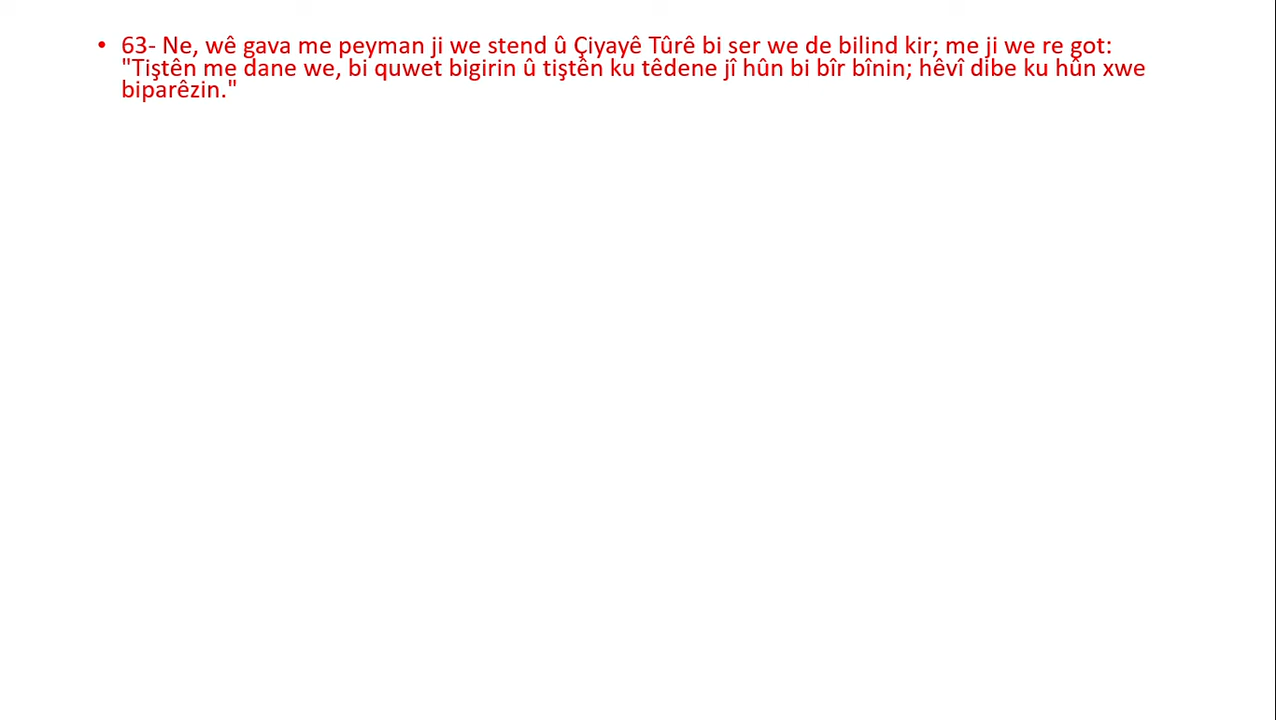 • 63- Ne, wê gava me peyman ji we stend û Çiyayê Tûrê bi ser we de bilind kir; me ji we re got:
"Tiştên me dane we, bi quwet bigirin û tiştên ku têdene jî hûn bi bîr bînin; hêvî dibe ku hûn xwe
biparêzin."